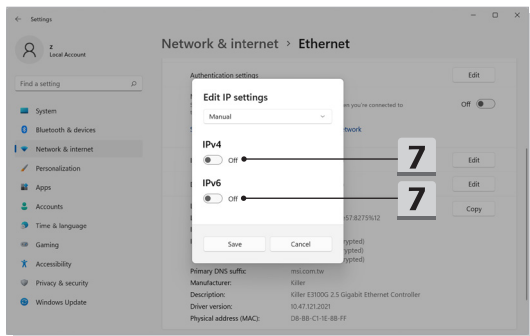 Settings
Z
Local Account
Find a setting
System
Bluetooth & devices
Network & internet
Personalization
Apps
Accounts
Time & language
Gaming
Accessibility
Privacy & security
Windows Update
Network & internet › Ethernet
Authentication settings
Edit
en you're connected to
Off
twork
Edit IP settings
Manual
IPv4
Off
7
Edit
IPv6
Off
7
Edit
Copy
Save
Cancel
rypted)
rypted)
rypted)
Primary DNS suffix:
msi.com.tw
Manufacturer:
Killer
Description:
Killer E3100G 2.5 Gigabit Ethernet Controller
Driver version:
10.47.121.2021
Physical address (MAC):
D8-BB-C1-1E-8B-FF